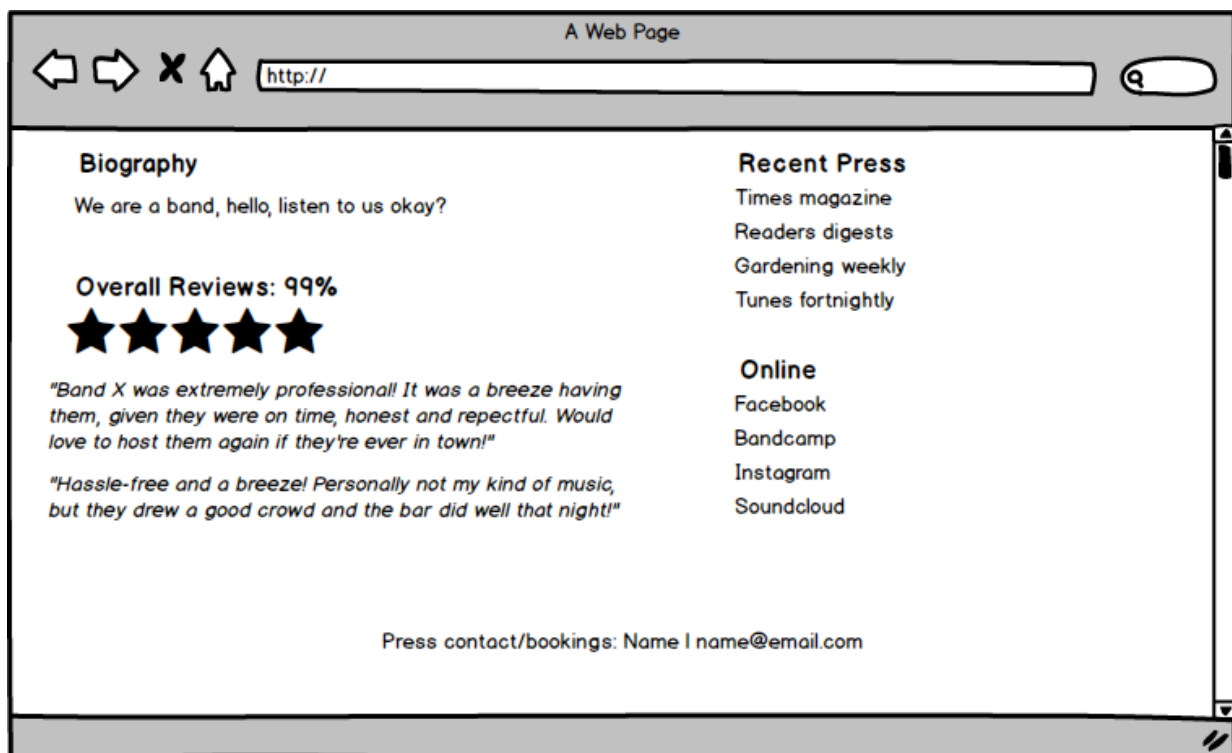 A Web Page
http://
Biography
We are a band, hello, listen to us okay?
Overall Reviews: 99%
"Band X was extremely professional! It was a breeze having
them, given they were on time, honest and repectful. Would
love to host them again if they're ever in town!"
"Hassle-free and a breeze! Personally not my kind of music,
but they drew a good crowd and the bar did well that night!"
Recent Press
Times magazine
Readers digests
Gardening weekly
Tunes fortnightly
Online
Facebook
Bandcamp
Instagram
Soundcloud
Press contact/bookings: Name | name@email.com